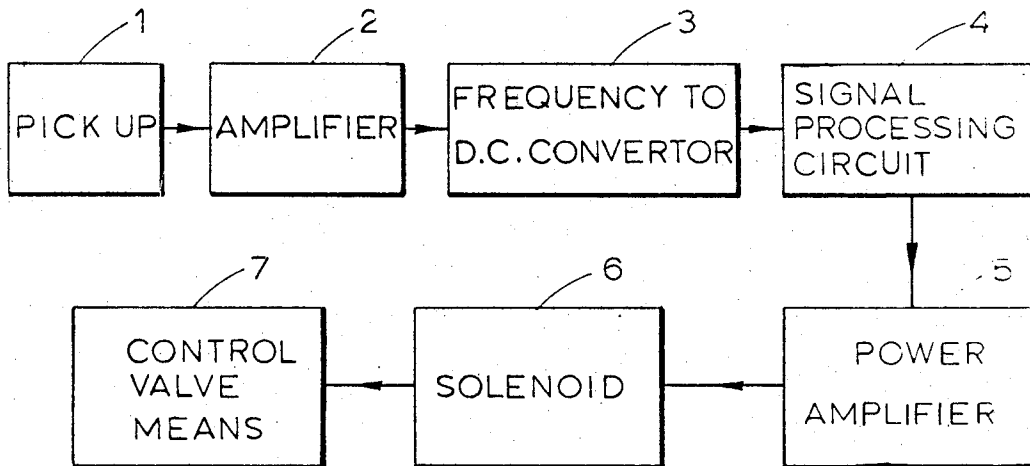 1
2
3
4
PICK UP
AMPLIFIER
FREQUENCY TO
D.C. CONVERTOR
SIGNAL
PROCESSING
CIRCUIT
7
6
5
CONTROL
VALVE
MEANS
SOLENOID
POWER
AMPLIFIER